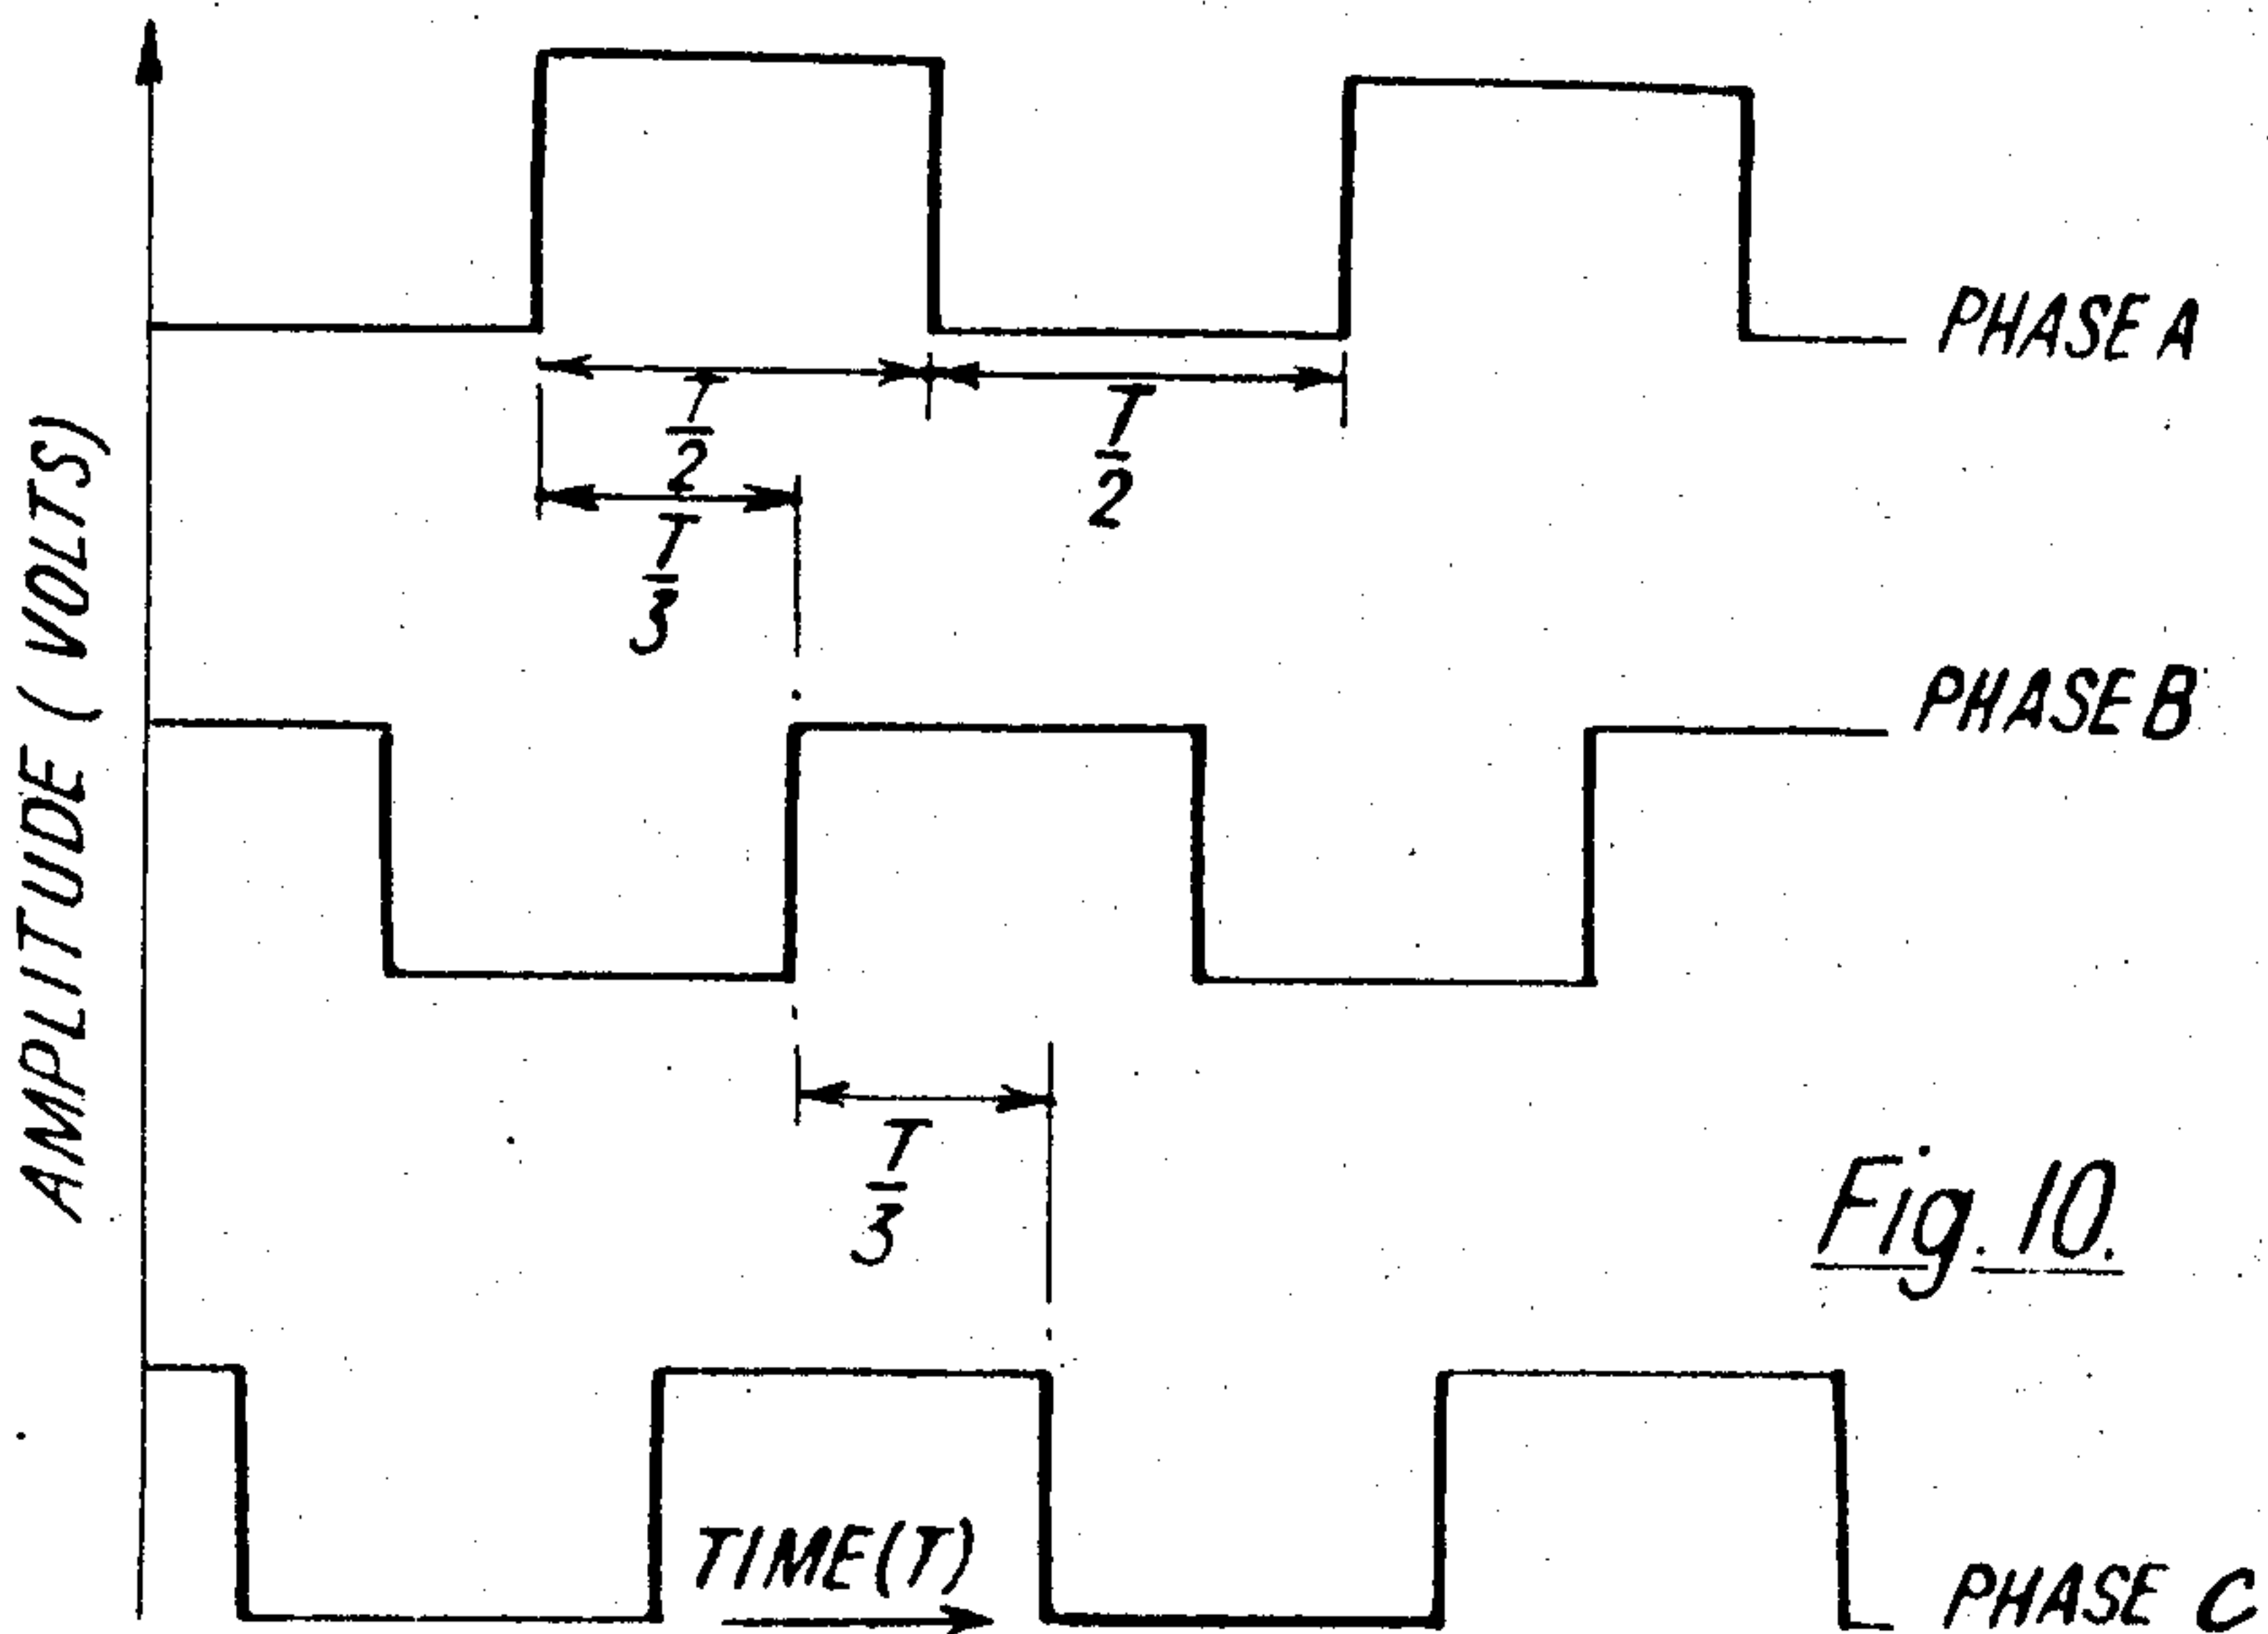 AMPLITUDE (VOLTS)
PHASE A
T
2
T
2
T
3
PHASE B
T
3
Fig. 10.
TIME(T)
PHASE C